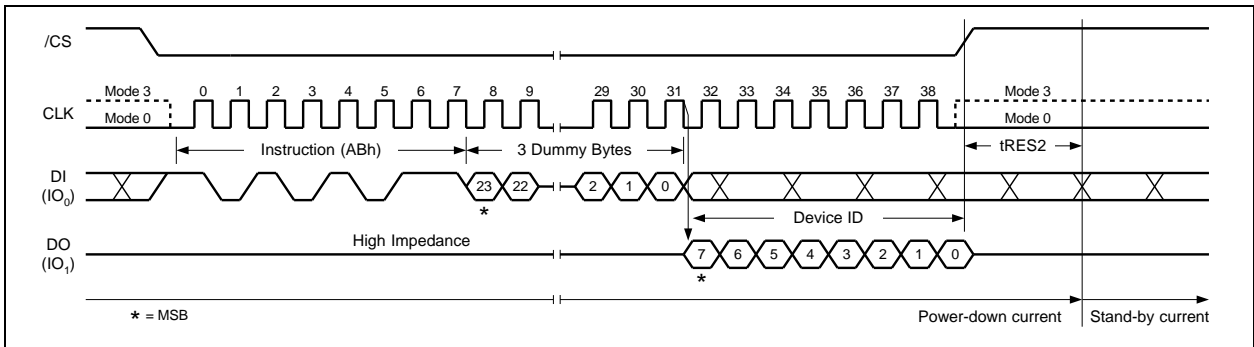 /CS
0 1 2 3 4 5 6 7 8 9 29 30 31 32 33 34 35 36 37 38
Mode 3 Mode 3
CLK
Mode 0 Mode 0
Instruction (ABh) 3 Dummy Bytes tRES2
DI
(IO0)
23 22 2 1 0
*
Device ID
High Impedance
DO
(IO1)
7 6 5 4 3 2 1 0
*
* = MSB
Power-down current Stand-by current